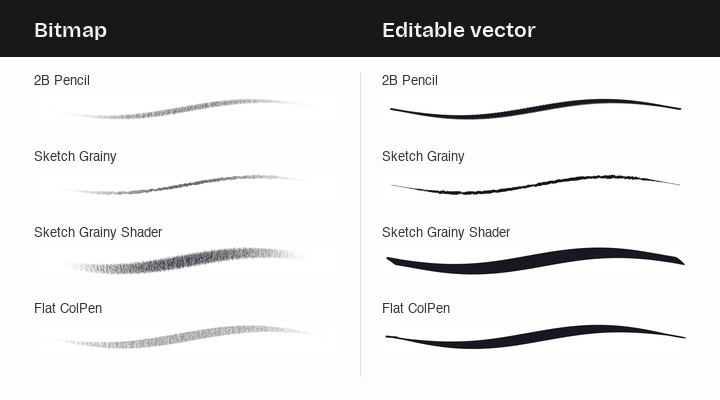 Bitmap
Editable vector
2B Pencil
2B Pencil
Sketch Grainy
Sketch Grainy
Sketch Grainy Shader
Sketch Grainy Shader
Flat ColPen
Flat ColPen